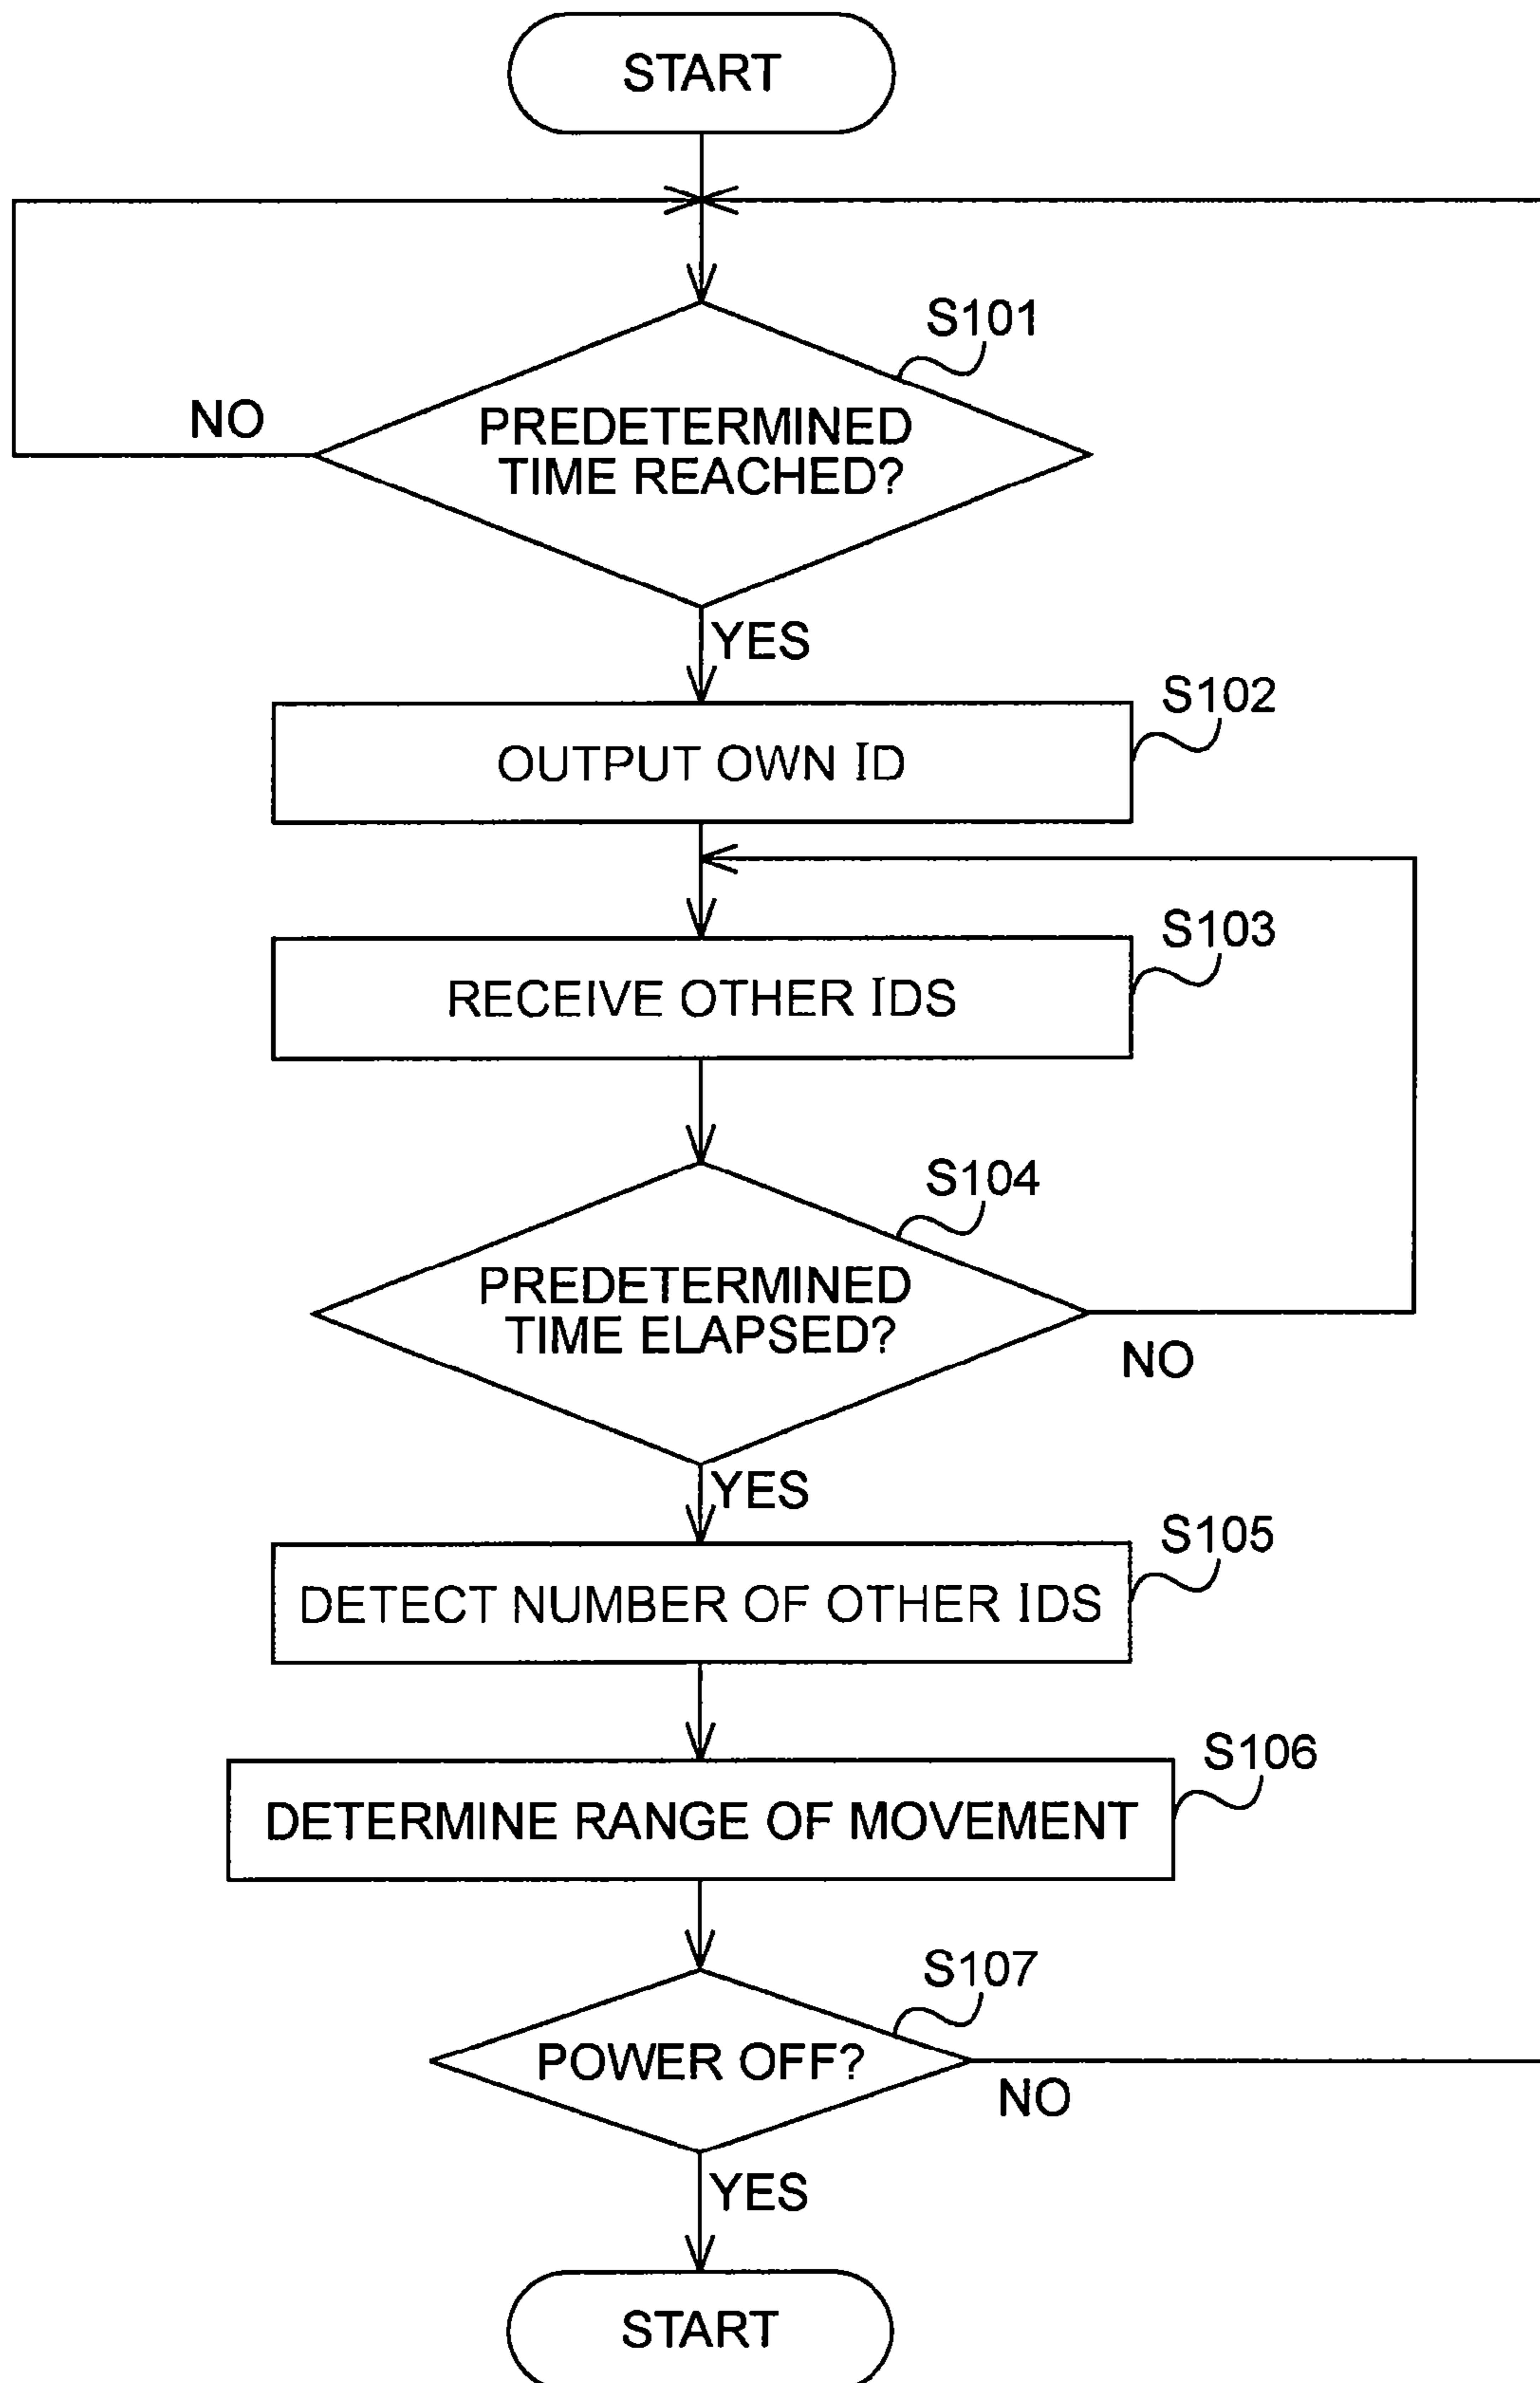 START
S101
NO
PREDETERMINED
TIME REACHED?
YES
S102
OUTPUT OWN ID
S103
RECEIVE OTHER IDS
S104
PREDETERMINED
TIME ELAPSED?
NO
YES
S105
DETECT NUMBER OF OTHER IDS
S106
DETERMINE RANGE OF MOVEMENT
S107
POWER OFF?
NO
YES
START